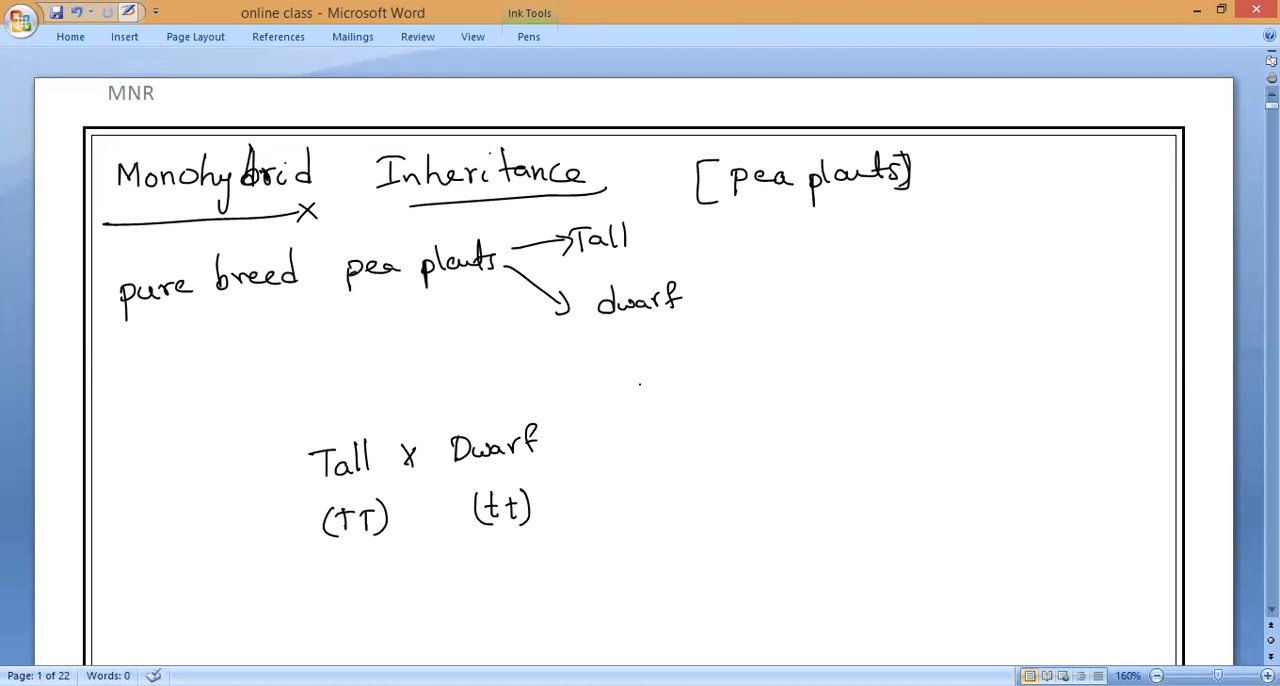 online class - Microsoft Word
Ink Tools
Home Insert Page Layout References Mailings Review View Pens
MNR
Monohybrid Inheritance [pea plants]
pure breed pea plants Tall
dwarf
Tall x Dwarf
(TT) (tt)
Page: 1 of 22 Words: 0 160%